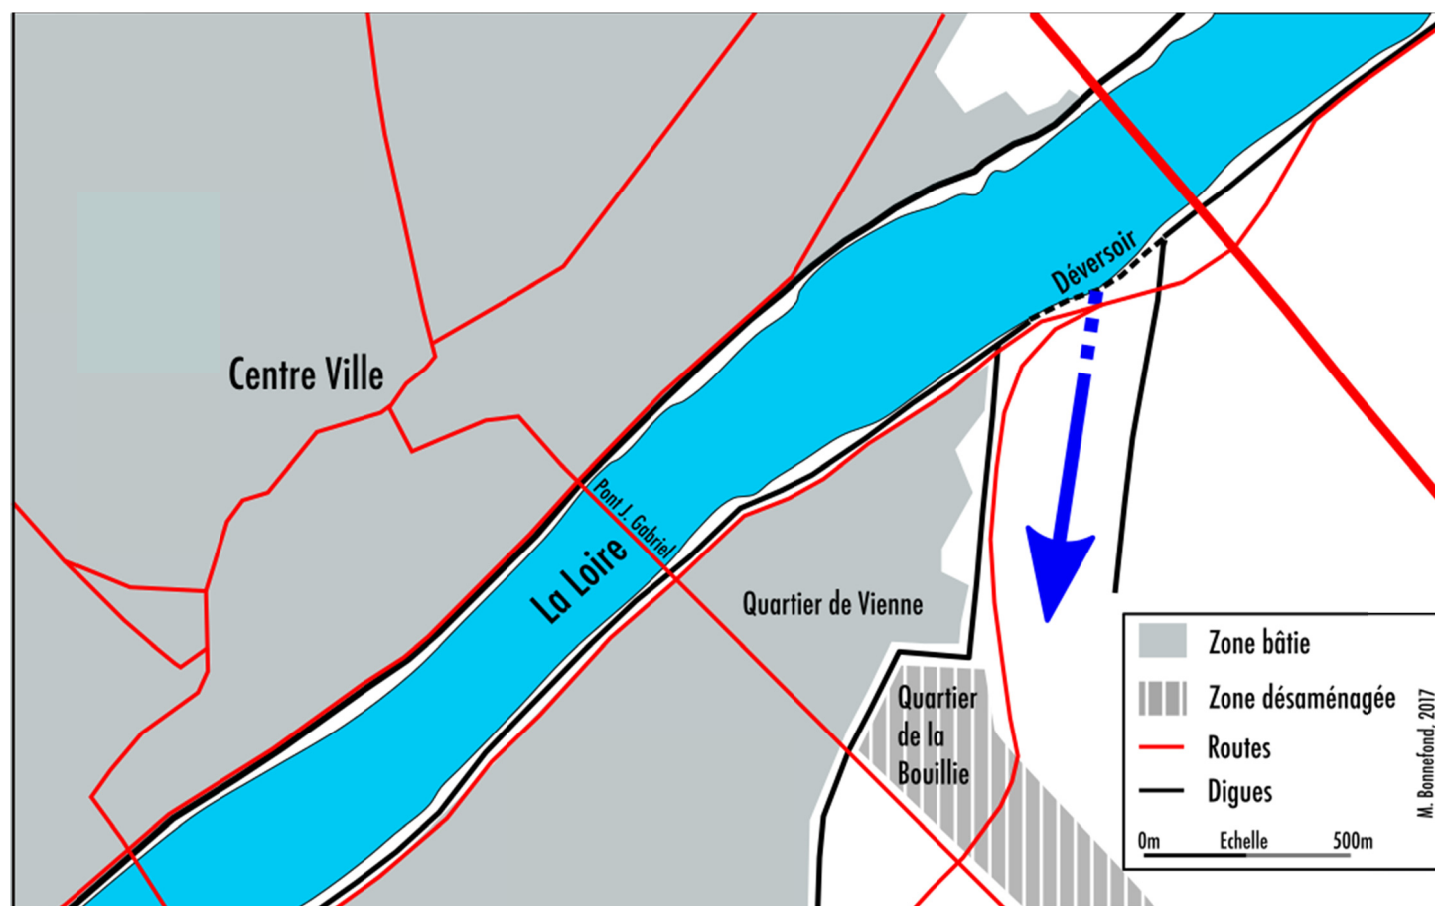 Déversoir
Centre Ville
Pont J. Gabriel
La Loire
Quartier de Vienne
Quartier
de la
Bouillie
Zone bâtie
Zone désaménagée
Routes
Digues
0m Echelle 500m
M. Bonnefond, 2017